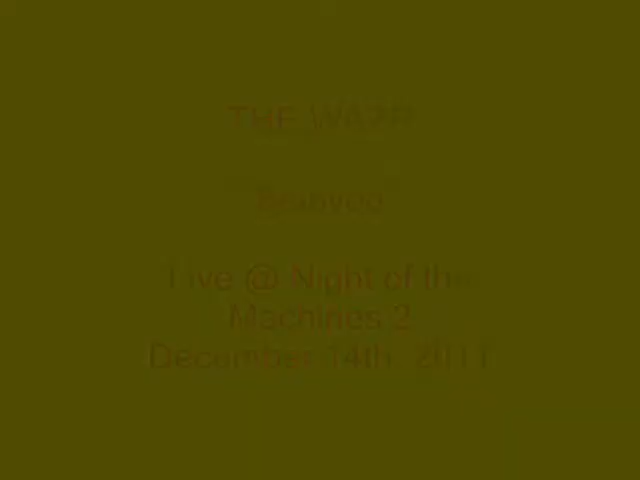 THE
Live @ Night of the
Machines 2
December 14th, 2011